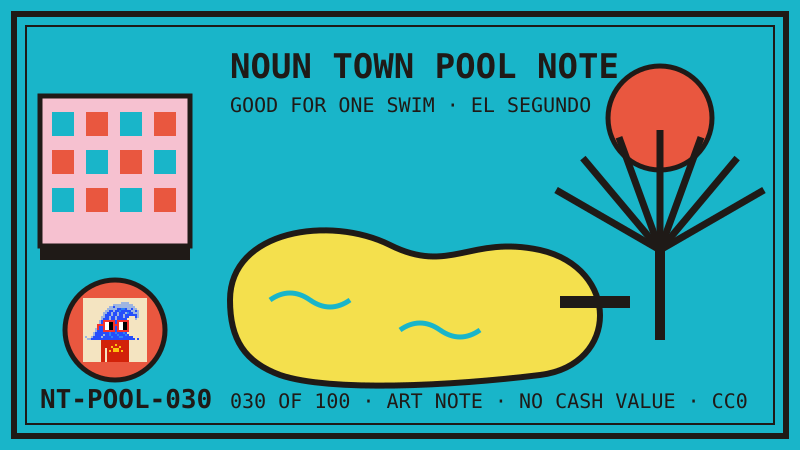 NOUN TOWN POOL NOTE
GOOD FOR ONE SWIM · EL SEGUNDO
NT-POOL-030
030 OF 100 · ART NOTE · NO CASH VALUE · CC0